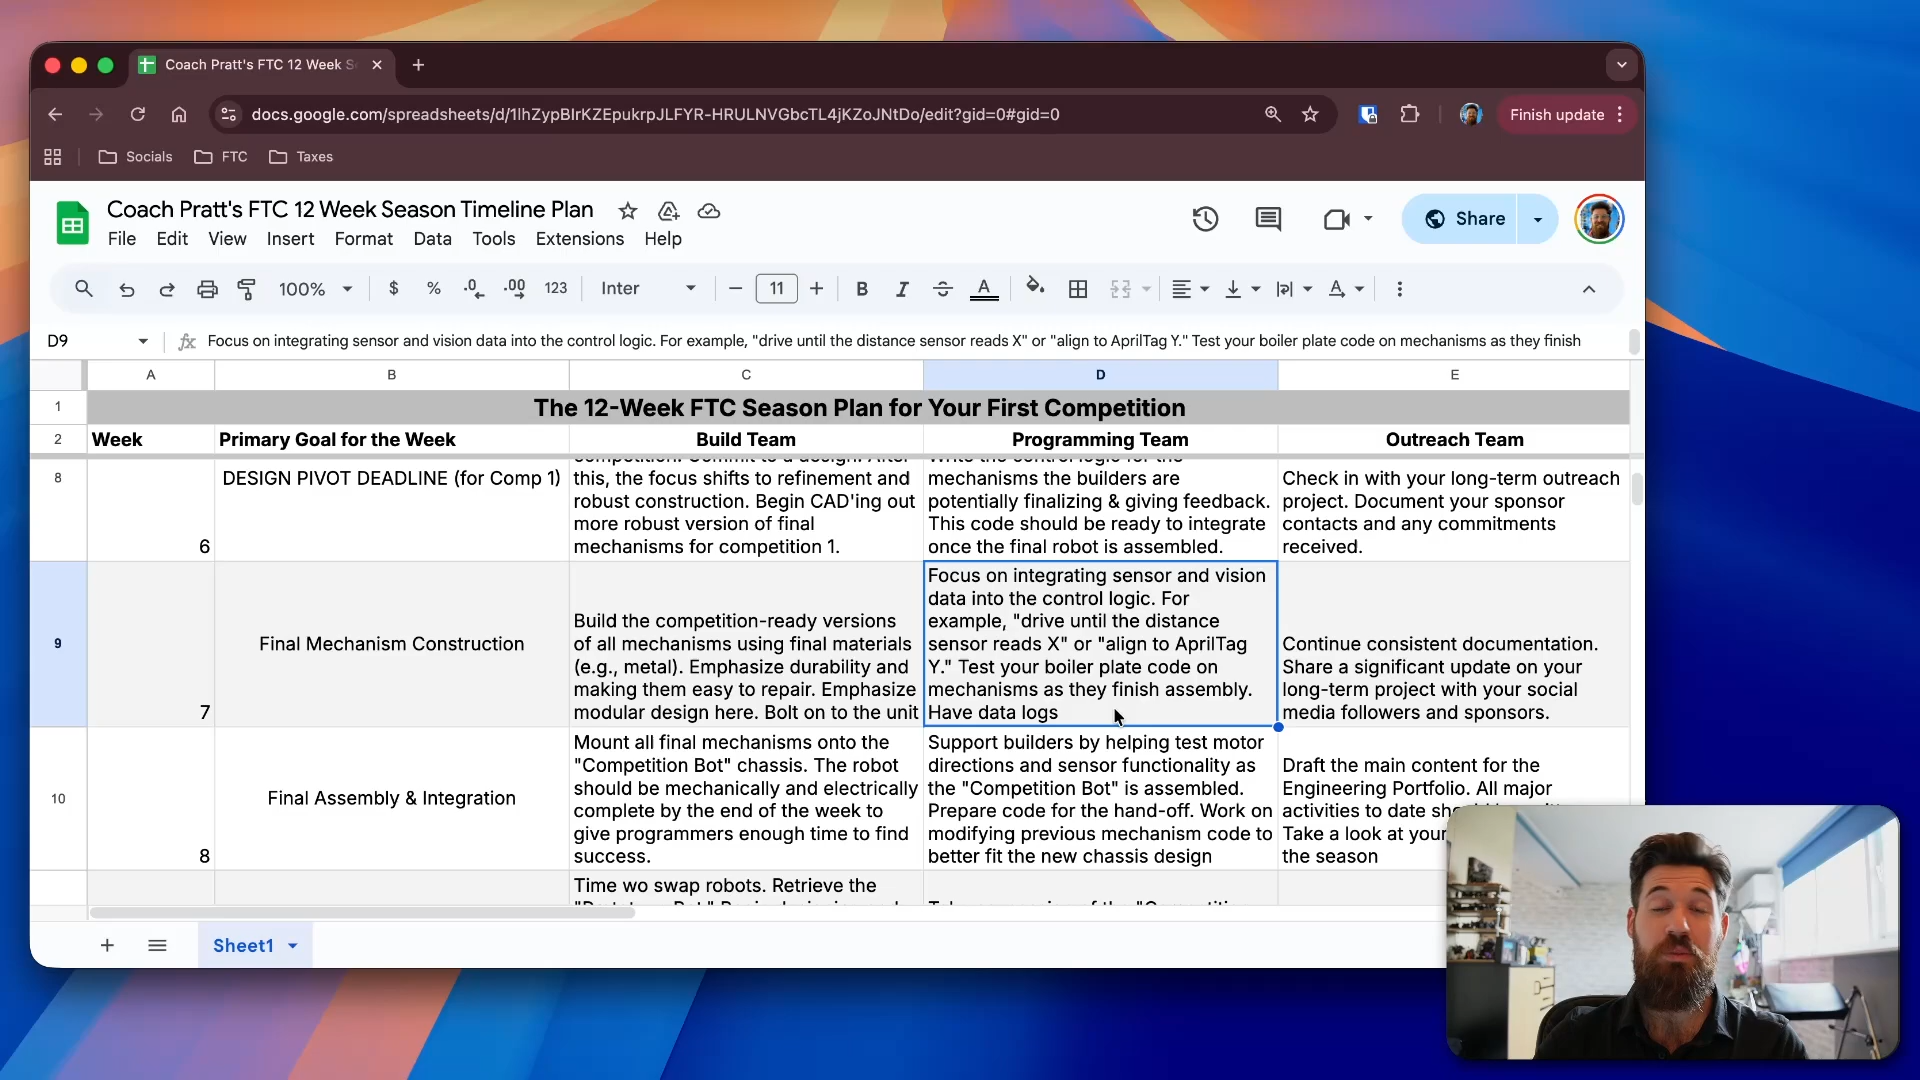 Coach Pratt's FTC 12 Week S
docs.google.com/spreadsheets/d/1lhZypBIrKZEpukrpJLFYR-HRULNVGbcTL4jKZoJNtDo/edit?gid=0#gid=0
Finish update
Socials FTC Taxes
Coach Pratt's FTC 12 Week Season Timeline Plan
File Edit View Insert Format Data Tools Extensions Help
Share
100% $ % .0 .00 123 Inter 11 B I A A
D9
fx Focus on integrating sensor and vision data into the control logic. For example, "drive until the distance sensor reads X" or "align to AprilTag Y." Test your boiler plate code on mechanisms as they finish
A B C D E
1 The 12-Week FTC Season Plan for Your First Competition
2 Week Primary Goal for the Week Build Team Programming Team Outreach Team
8
6
DESIGN PIVOT DEADLINE (for Comp 1)
competition. Commit to a design. After
this, the focus shifts to refinement and
robust construction. Begin CAD'ing out
more robust version of final
mechanisms for competition 1.
Write the control logic for the
mechanisms the builders are
potentially finalizing & giving feedback.
This code should be ready to integrate
once the final robot is assembled.
Check in with your long-term outreach
project. Document your sponsor
contacts and any commitments
received.
9
7
Final Mechanism Construction
Build the competition-ready versions
of all mechanisms using final materials
(e.g., metal). Emphasize durability and
making them easy to repair. Emphasize
modular design here. Bolt on to the unit
Focus on integrating sensor and vision
data into the control logic. For
example, "drive until the distance
sensor reads X" or "align to AprilTag
Y." Test your boiler plate code on
mechanisms as they finish assembly.
Have data logs
Continue consistent documentation.
Share a significant update on your
long-term project with your social
media followers and sponsors.
10
8
Final Assembly & Integration
Mount all final mechanisms onto the
"Competition Bot" chassis. The robot
should be mechanically and electrically
complete by the end of the week to
give programmers enough time to find
success.
Support builders by helping test motor
directions and sensor functionality as
the "Competition Bot" is assembled.
Prepare code for the hand-off. Work on
modifying previous mechanism code to
better fit the new chassis design
Draft the main content for the
Engineering Portfolio. All major
activities to date
Take a look at your
the season
Time wo swap robots. Retrieve the
Sheet1